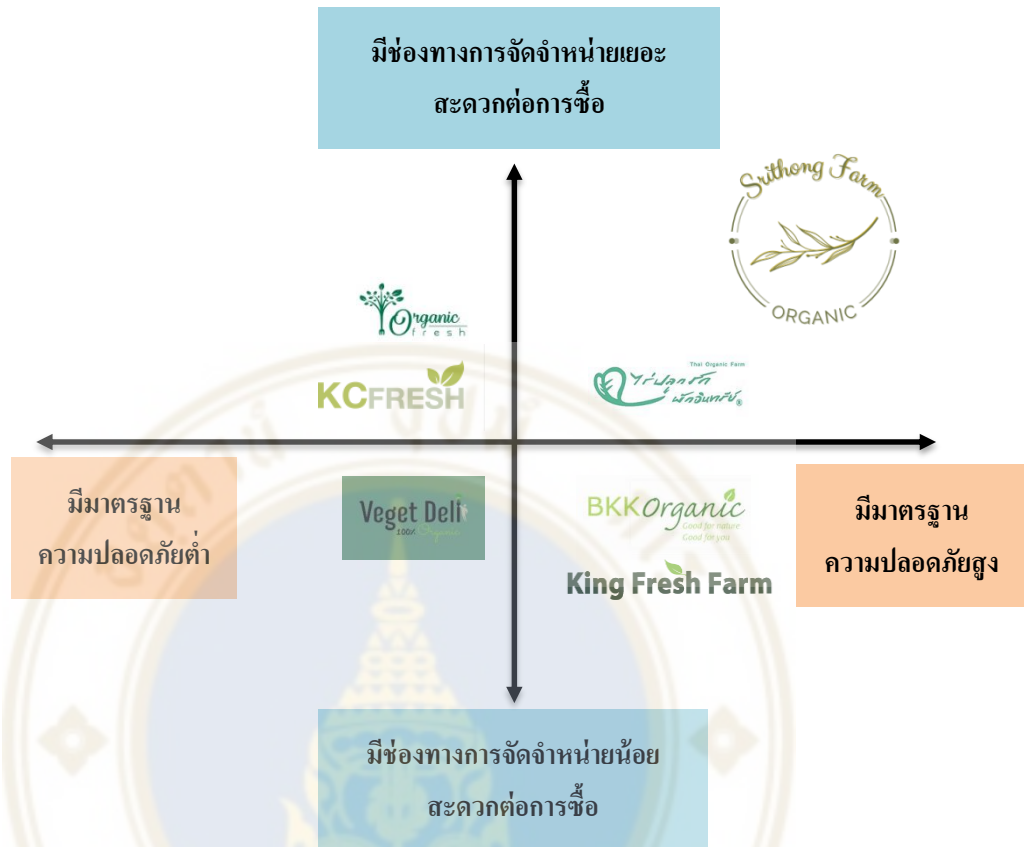 มีช่องทางการจัดจำหน่ายเยอะ
สะดวกต่อการซื้อ
Srithong Farm
ORGANIC
Organic
fresh
KCFRESH
Thai Organic Farm
ไร่ปลูกรัก
ผักอินทรีย์®
มีมาตรฐาน
ความปลอดภัยต่ำ
Veget Deli
100% Organic
BKK Organic
Good for nature
Good for you
King Fresh Farm
มีมาตรฐาน
ความปลอดภัยสูง
มีช่องทางการจัดจำหน่ายน้อย
สะดวกต่อการซื้อ